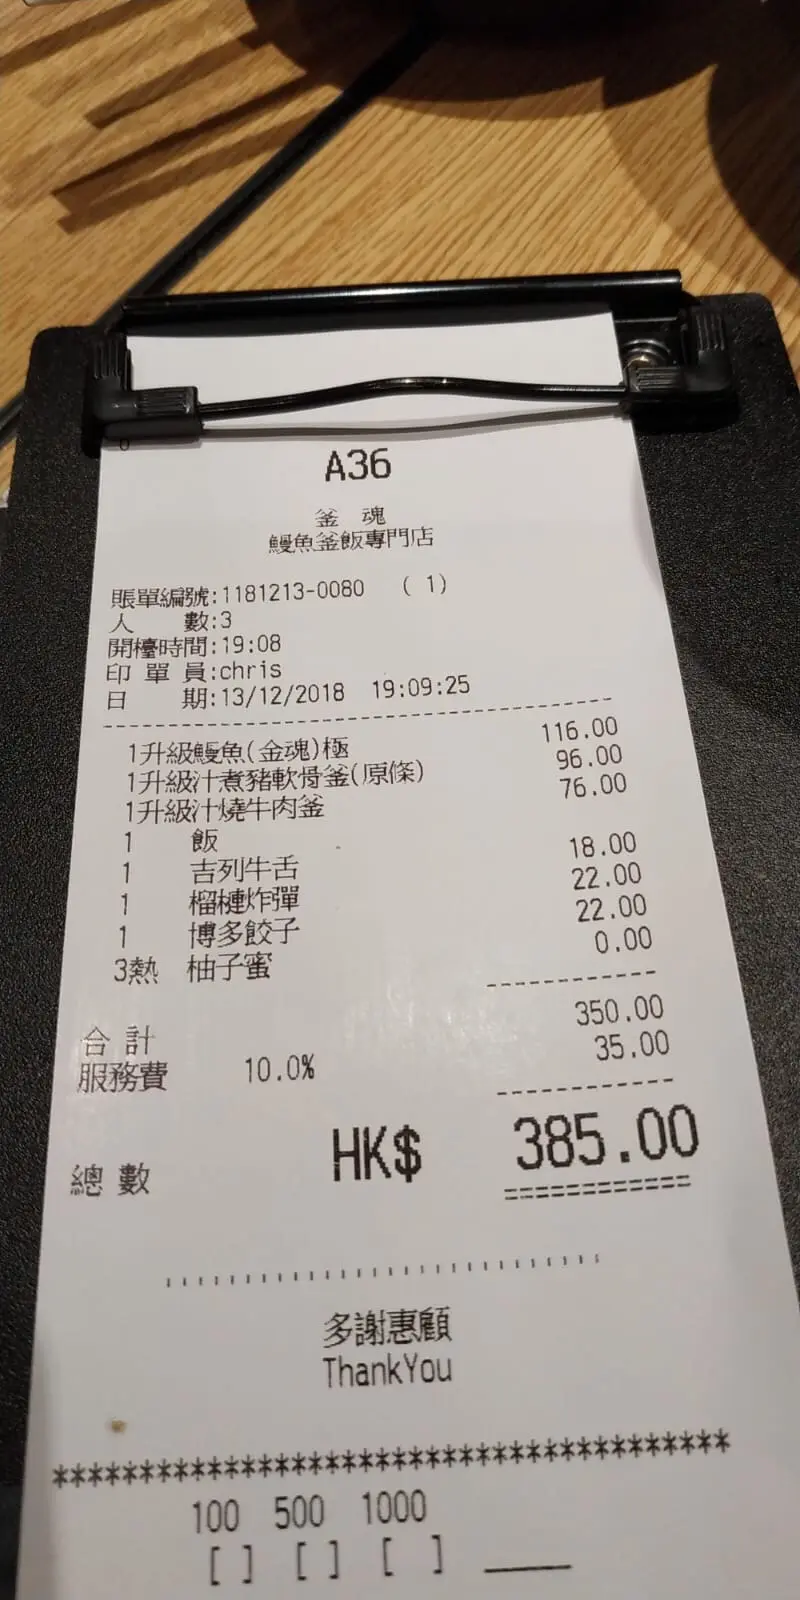 0
A36
釜 魂
鰻魚釜飯專門店
賬單編號:1181213-0080 ( 1)
人 數:3
開檯時間:19:08
印 單 員:chris
日 期:13/12/2018 19:09:25
1升級鰻魚(金魂)極 116.00
1升級汁煮豬軟骨釜(原條) 96.00
1升級汁燒牛肉釜 76.00
1 飯
1 吉列牛舌 18.00
1 榴槤炸彈 22.00
1 博多餃子 22.00
3熱 柚子蜜 0.00
合 計 350.00
服務費 10.0% 35.00
總 數 HK$ 385.00
多謝惠顧
ThankYou
***************************************
100 500 1000
[ ] [ ] [ ] _____